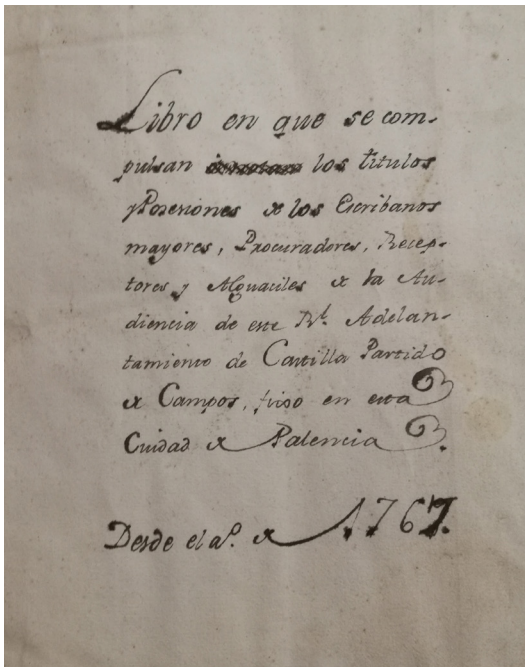 Libro en que se com-
pulsan los titulos
y Posesiones de los Escribanos
mayores, Procuradores, Recep-
tores y Alguaciles de la Au-
diencia de este Rl. Adelan-
tamiento de Castilla Partido
de Campos, fixo en esta
Cuidad de Palencia.
Desde el aº. de 1767.